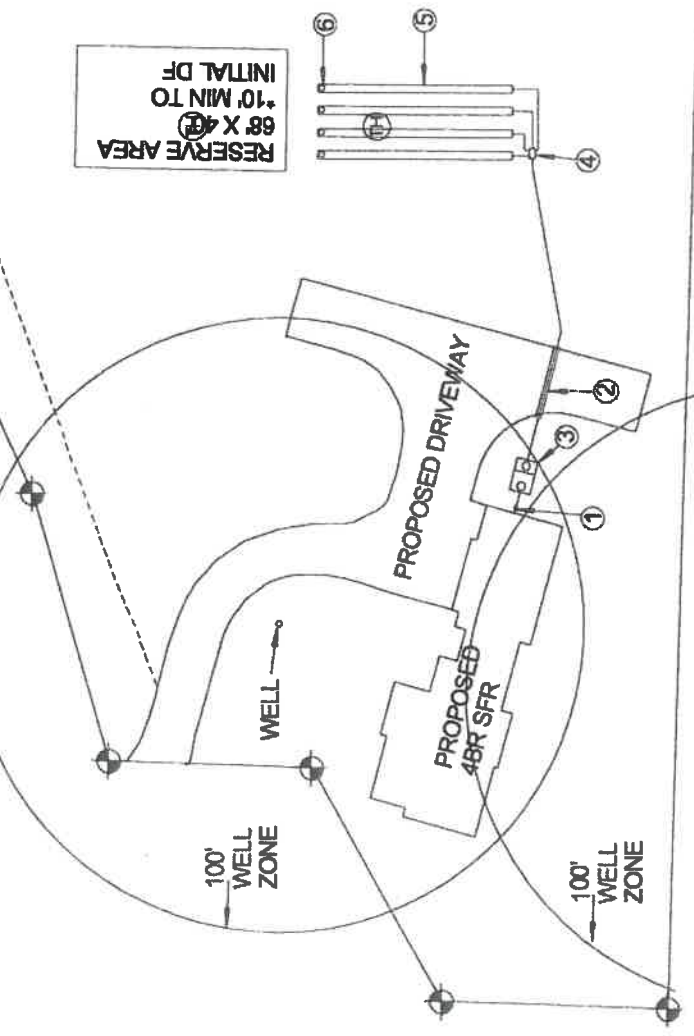 RESERVE AREA
68' X 40'
*10' MIN TO
INITIAL DF
⑥
⑤
④
PROPOSED DRIVEWAY
②
③
①
WELL
PROPOSED
4BR SFR
100'
WELL
ZONE
100'
WELL
ZONE